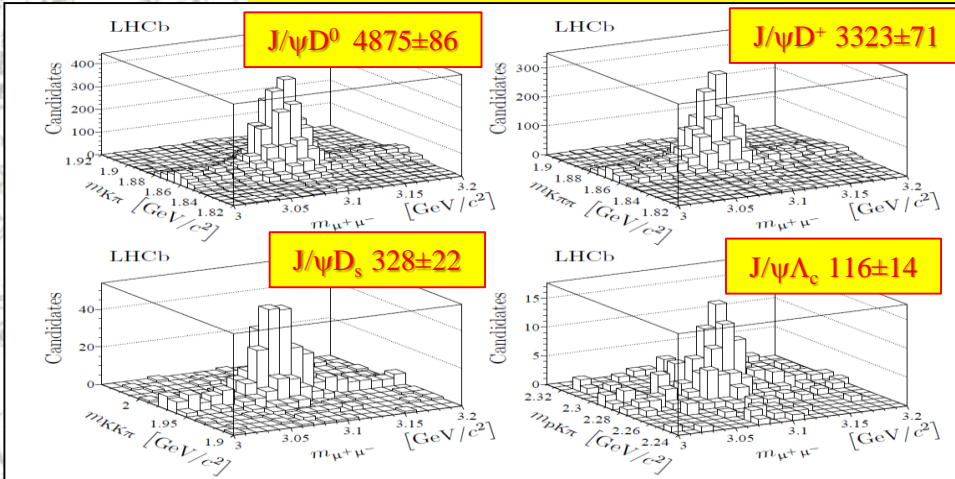 LHCb
J/ψD⁰ 4875±86
Candidates
400
300
200
100
0
1.92
1.9
1.88
1.86
1.84
1.82
mKπ [GeV/c²]
3
3.05
3.1
3.15
3.2
mμ⁺μ⁻ [GeV/c²]
LHCb
J/ψD⁺ 3323±71
Candidates
300
200
100
0
1.9
1.88
1.86
1.84
1.82
mKππ [GeV/c²]
3
3.05
3.1
3.15
3.2
mμ⁺μ⁻ [GeV/c²]
LHCb
J/ψDₛ 328±22
Candidates
40
20
0
2
1.95
1.9
mKKπ [GeV/c²]
3
3.05
3.1
3.15
3.2
mμ⁺μ⁻ [GeV/c²]
LHCb
J/ψΛc 116±14
Candidates
15
10
5
0
2.32
2.3
2.28
2.26
2.24
mpKπ [GeV/c²]
3
3.05
3.1
3.15
3.2
mμ⁺μ⁻ [GeV/c²]